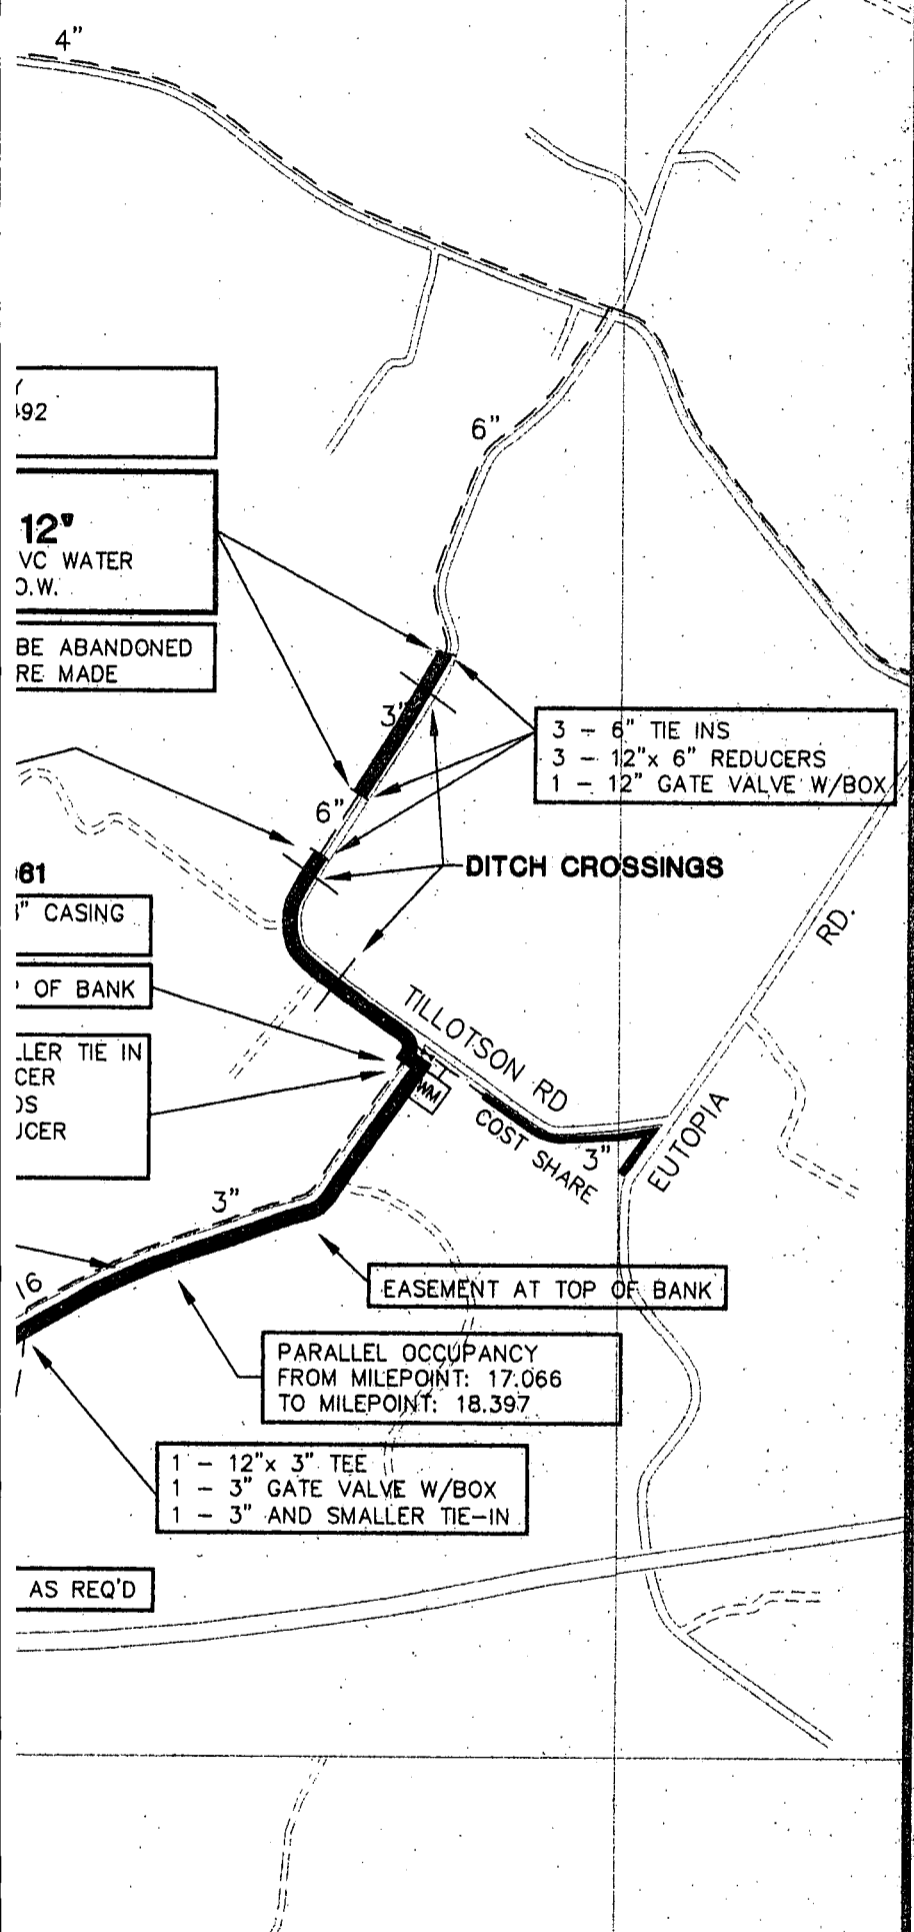 4"
6"
Y
492
12"
VC WATER
O.W.
BE ABANDONED
RE MADE
3"
3 - 6" TIE INS
3 - 12"x 6" REDUCERS
1 - 12" GATE VALVE W/BOX
6"
DITCH CROSSINGS
" CASING
OF BANK
LLER TIE IN
CER
DS
UCER
RD.
TILLOTSON RD
WM
COST SHARE
3"
EUTOPIA
3"
16
EASEMENT AT TOP OF BANK
PARALLEL OCCUPANCY
FROM MILEPOINT: 17.066
TO MILEPOINT: 18.397
1 - 12"x 3" TEE
1 - 3" GATE VALVE W/BOX
1 - 3" AND SMALLER TIE-IN
AS REQ'D